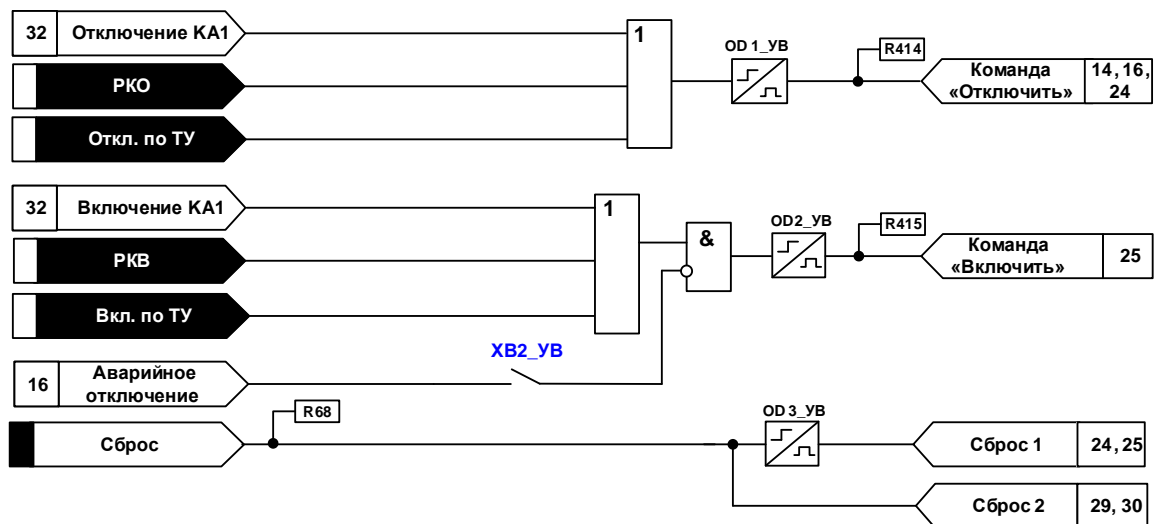 32 Отключение KA1
1
OD 1_УВ
R414
Команда
«Отключить»
14, 16,
24
РКО
Откл. по ТУ
32 Включение KA1
1
&
OD2_УВ
R415
Команда
«Включить»
25
РКВ
Вкл. по ТУ
XB2_УВ
16
Аварийное
отключение
R68
OD 3_УВ
Сброс
Сброс 1
24, 25
Сброс 2
29, 30